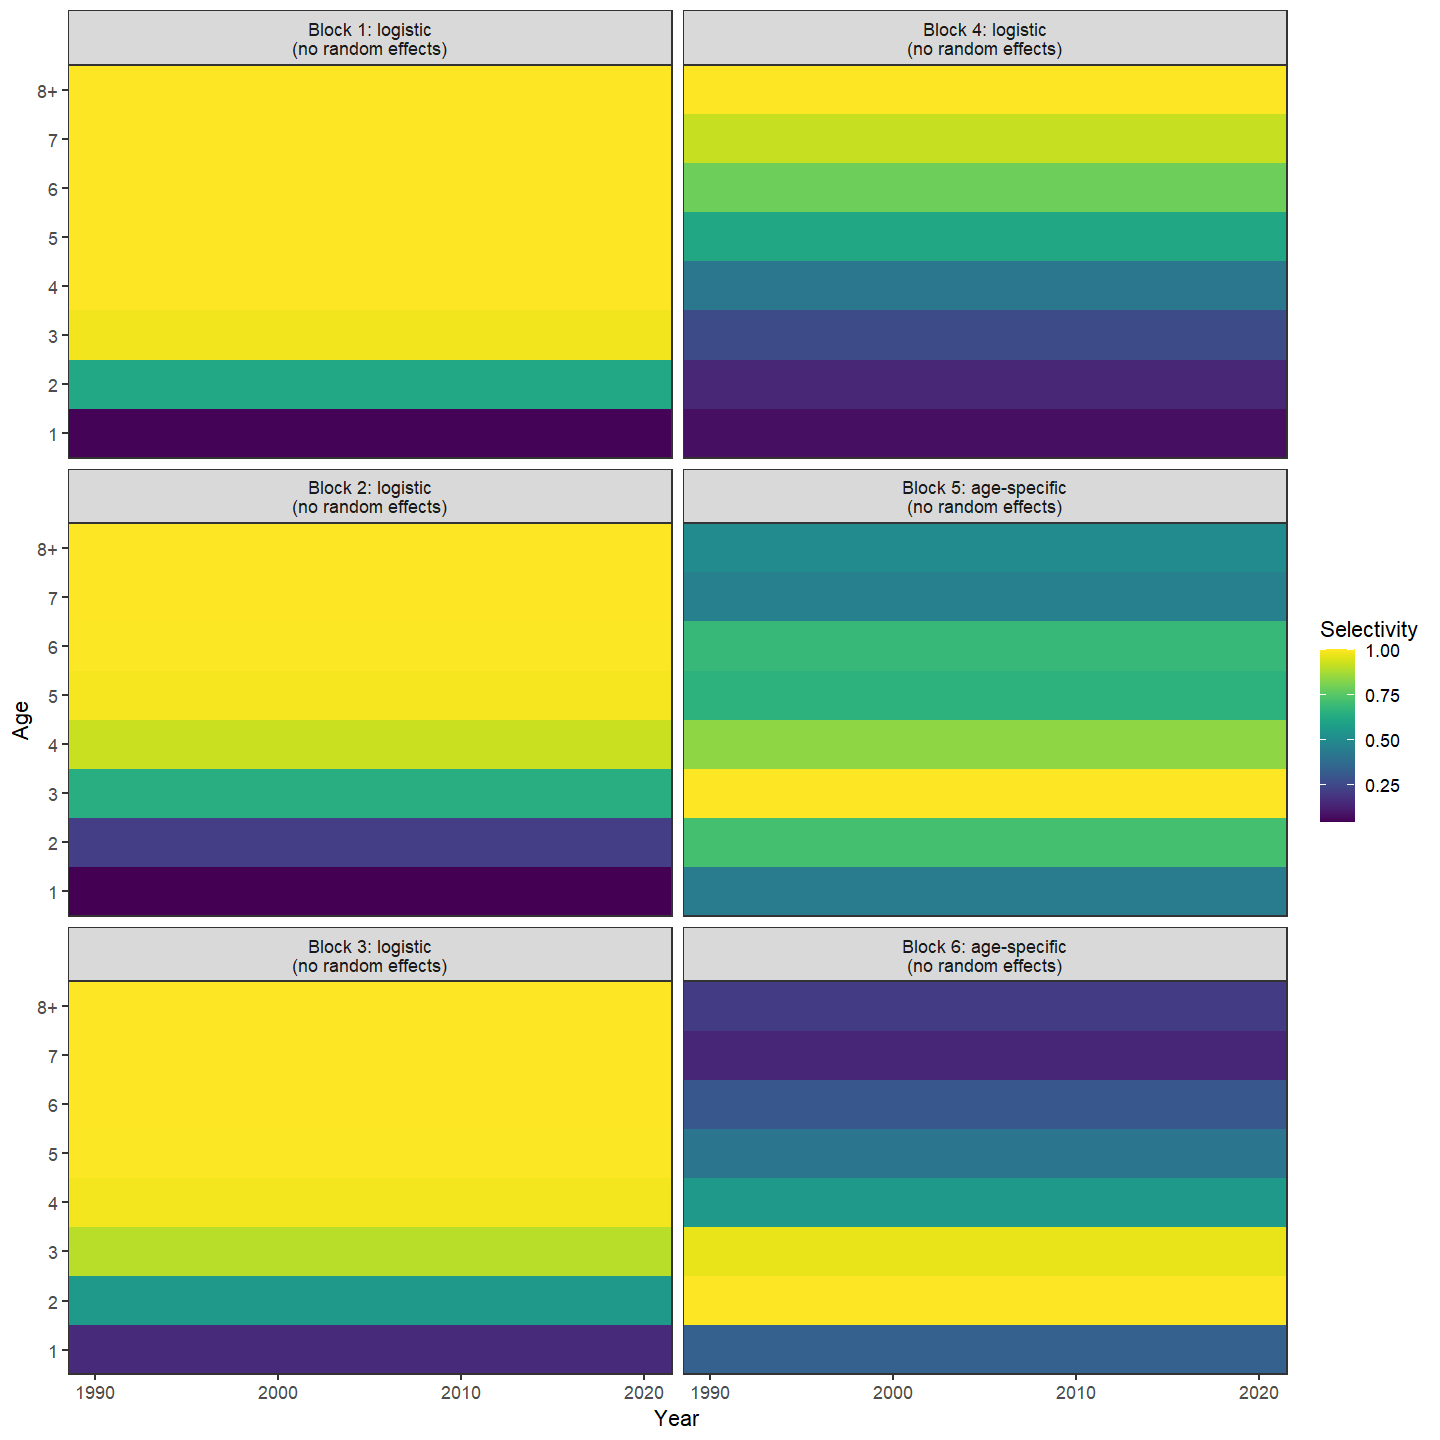 Block 1: logistic
(no random effects)
Block 4: logistic
(no random effects)
8+
7
6
5
4
3
2
1
Block 2: logistic
(no random effects)
Block 5: age-specific
(no random effects)
8+
7
6
5
4
3
2
1
Age
Selectivity
1.00
0.75
0.50
0.25
Block 3: logistic
(no random effects)
Block 6: age-specific
(no random effects)
8+
7
6
5
4
3
2
1
1990
2000
2010
2020
1990
2000
2010
2020
Year